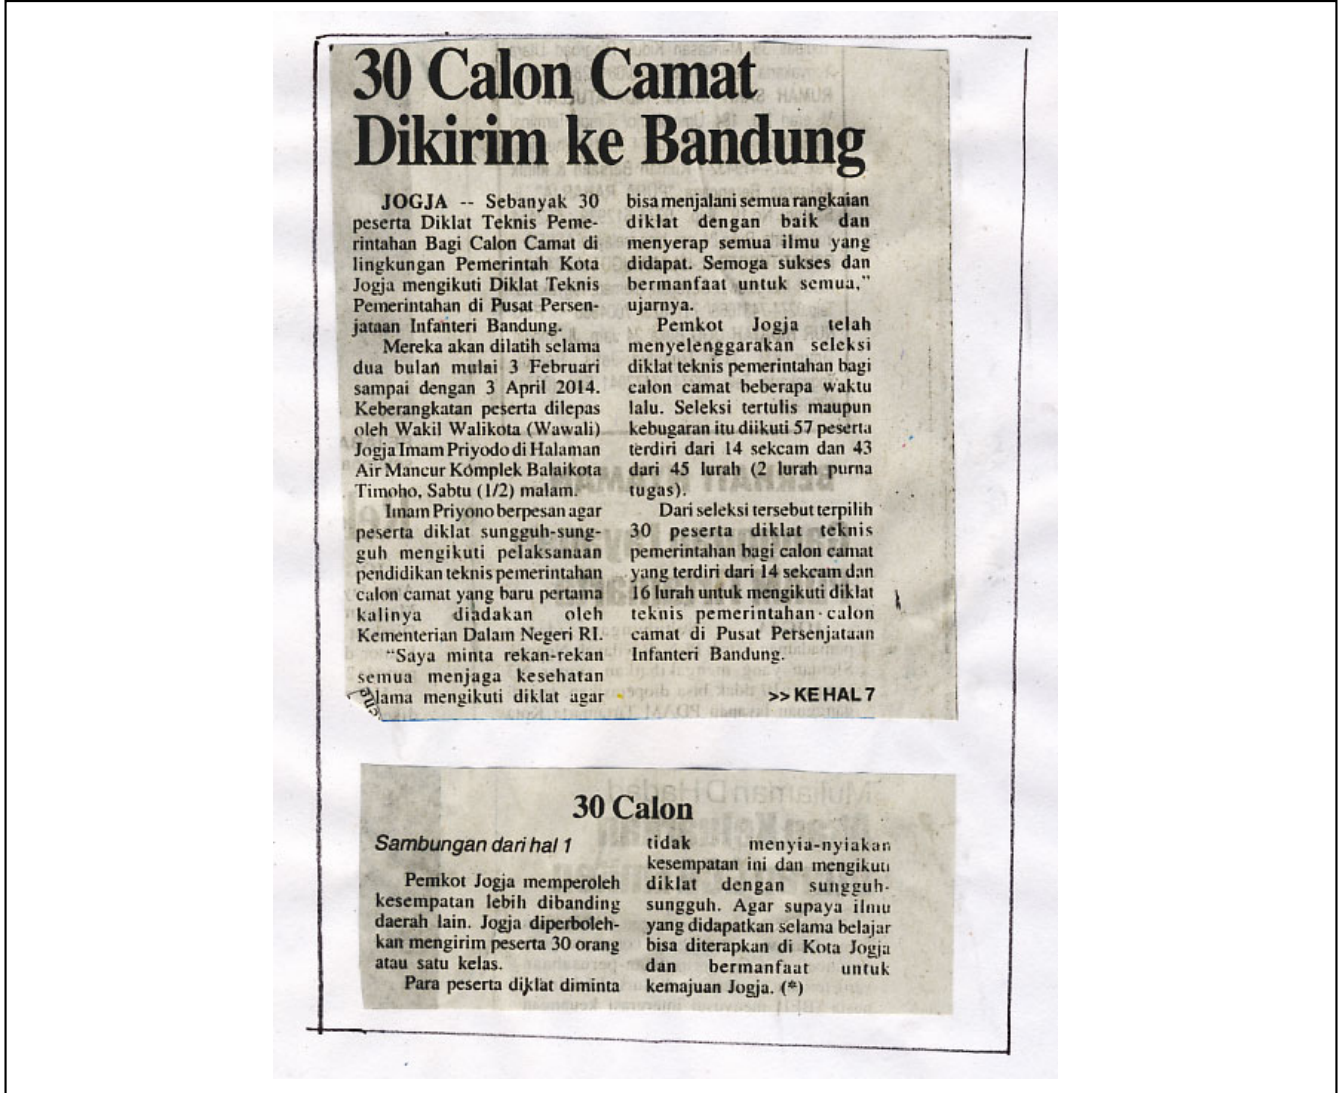 30 Calon Camat
Dikirim ke Bandung
JOGJA -- Sebanyak 30
peserta Diklat Teknis Peme-
rintahan Bagi Calon Camat di
lingkungan Pemerintah Kota
Jogja mengikuti Diklat Teknis
Pemerintahan di Pusat Persen-
jataan Infanteri Bandung.
Mereka akan dilatih selama
dua bulan mulai 3 Februari
sampai dengan 3 April 2014.
Keberangkatan peserta dilepas
oleh Wakil Walikota (Wawali)
Jogja Imam Priyodo di Halaman
Air Mancur Komplek Balaikota
Timoho, Sabtu (1/2) malam.
Imam Priyono berpesan agar
peserta diklat sungguh-sung-
guh mengikuti pelaksanaan
pendidikan teknis pemerintahan
calon camat yang baru pertama
kalinya diadakan oleh
Kementerian Dalam Negeri RI.
"Saya minta rekan-rekan
semua menjaga kesehatan
selama mengikuti diklat agar
bisa menjalani semua rangkaian
diklat dengan baik dan
menyerap semua ilmu yang
didapat. Semoga sukses dan
bermanfaat untuk semua,"
ujarnya.
Pemkot Jogja telah
menyelenggarakan seleksi
diklat teknis pemerintahan bagi
calon camat beberapa waktu
lalu. Seleksi tertulis maupun
kebugaran itu diikuti 57 peserta
terdiri dari 14 sekcam dan 43
dari 45 lurah (2 lurah purna
tugas).
Dari seleksi tersebut terpilih
30 peserta diklat teknis
pemerintahan bagi calon camat
yang terdiri dari 14 sekcam dan
16 lurah untuk mengikuti diklat
teknis pemerintahan calon
camat di Pusat Persenjataan
Infanteri Bandung.
>> KE HAL 7
30 Calon
Sambungan dari hal 1
Pemkot Jogja memperoleh
kesempatan lebih dibanding
daerah lain. Jogja diperboleh-
kan mengirim peserta 30 orang
atau satu kelas.
Para peserta diklat diminta
tidak menyia-nyiakan
kesempatan ini dan mengikuti
diklat dengan sungguh-
sungguh. Agar supaya ilmu
yang didapatkan selama belajar
bisa diterapkan di Kota Jogja
dan bermanfaat untuk
kemajuan Jogja. (*)